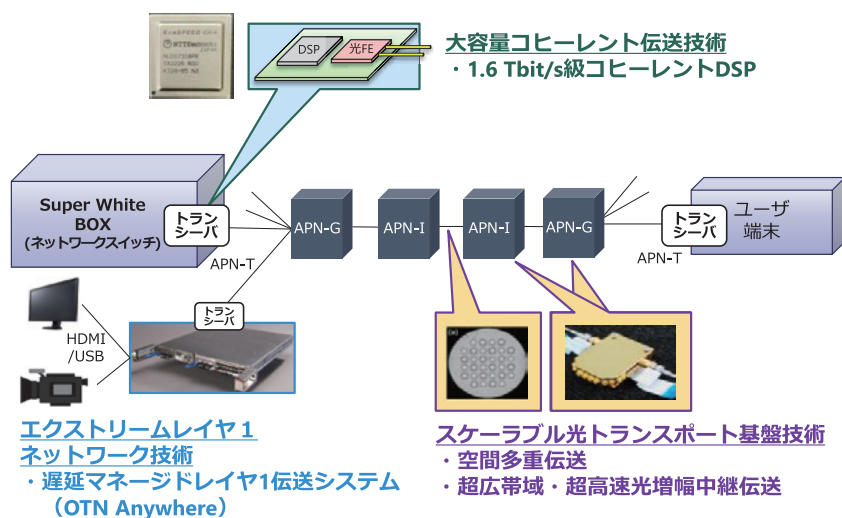 DSP
光FE
大容量コヒーレント伝送技術
・1.6 Tbit/s級コヒーレントDSP
Super White
BOX
(ネットワークスイッチ)
トラン
シーバ
APN-T
APN-G
APN-I
APN-I
APN-G
トラン
シーバ
APN-T
ユーザ
端末
トラン
シーバ
HDMI
/USB
エクストリームレイヤ１
ネットワーク技術
・遅延マネージドレイヤ1伝送システム
（OTN Anywhere）
スケーラブル光トランスポート基盤技術
・空間多重伝送
・超広帯域・超高速光増幅中継伝送